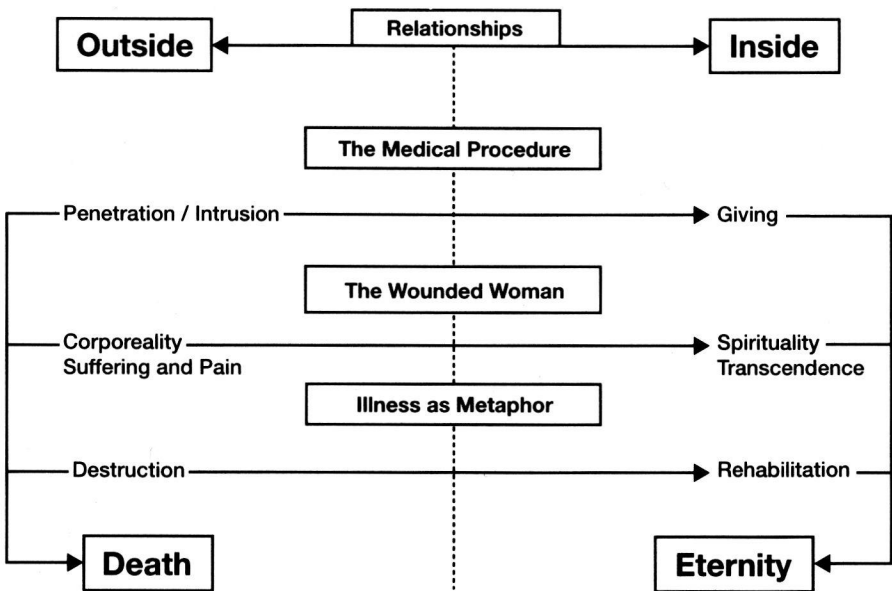 Relationships
Outside
Inside
The Medical Procedure
Penetration / Intrusion
Giving
The Wounded Woman
Corporeality
Suffering and Pain
Spirituality
Transcendence
Illness as Metaphor
Destruction
Rehabilitation
Death
Eternity